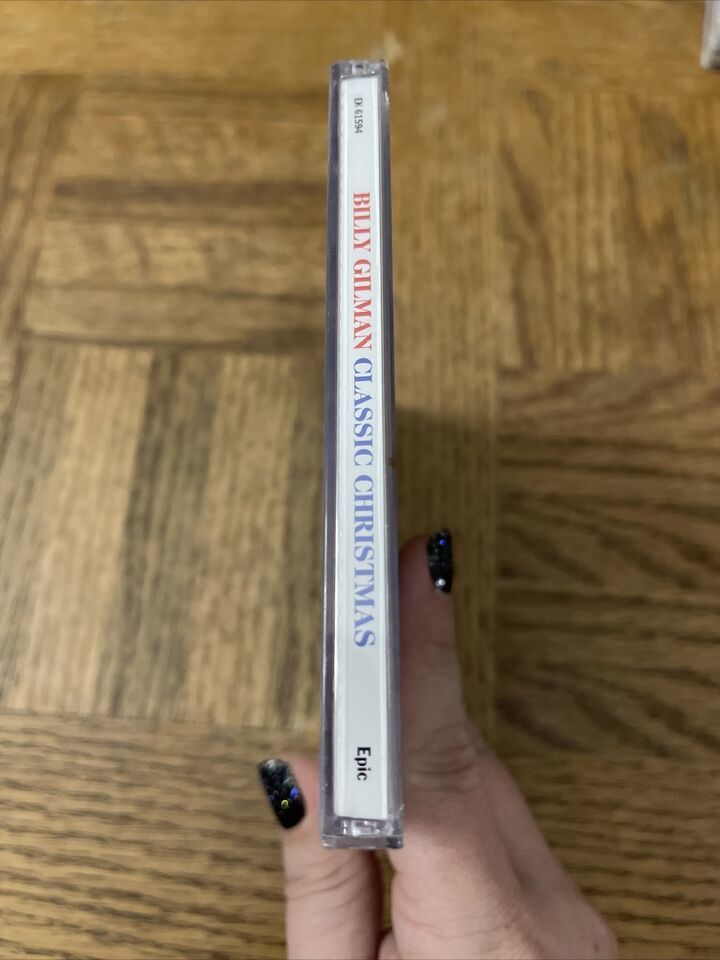 EK 61594
BILLY GILMAN CLASSIC CHRISTMAS
Epic